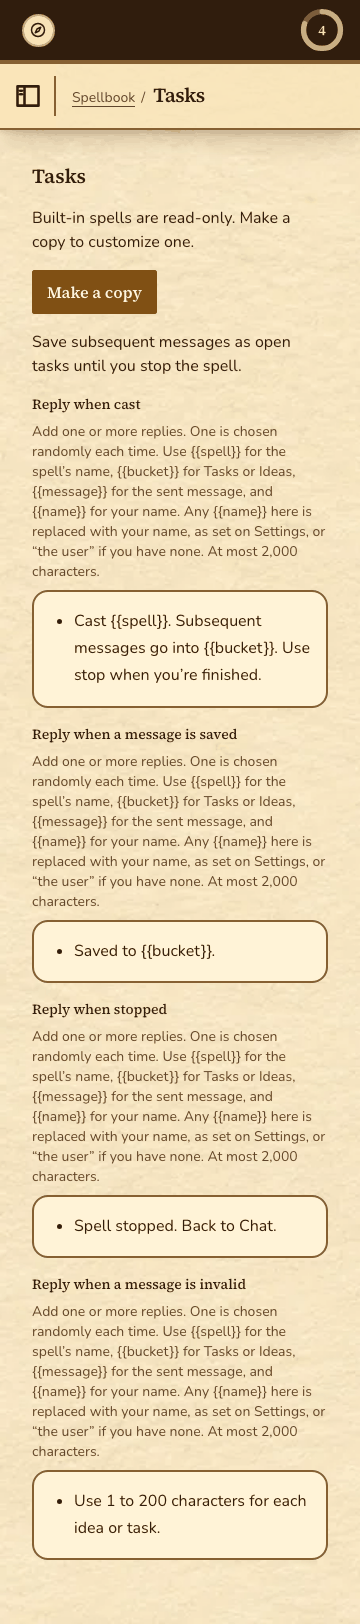 4
Spellbook / Tasks
Tasks
Built-in spells are read-only. Make a
copy to customize one.
Make a copy
Save subsequent messages as open
tasks until you stop the spell.
Reply when cast
Add one or more replies. One is chosen
randomly each time. Use {{spell}} for the
spell’s name, {{bucket}} for Tasks or Ideas,
{{message}} for the sent message, and
{{name}} for your name. Any {{name}} here is
replaced with your name, as set on Settings, or
“the user” if you have none. At most 2,000
characters.
• Cast {{spell}}. Subsequent
messages go into {{bucket}}. Use
stop when you’re finished.
Reply when a message is saved
Add one or more replies. One is chosen
randomly each time. Use {{spell}} for the
spell’s name, {{bucket}} for Tasks or Ideas,
{{message}} for the sent message, and
{{name}} for your name. Any {{name}} here is
replaced with your name, as set on Settings, or
“the user” if you have none. At most 2,000
characters.
• Saved to {{bucket}}.
Reply when stopped
Add one or more replies. One is chosen
randomly each time. Use {{spell}} for the
spell’s name, {{bucket}} for Tasks or Ideas,
{{message}} for the sent message, and
{{name}} for your name. Any {{name}} here is
replaced with your name, as set on Settings, or
“the user” if you have none. At most 2,000
characters.
• Spell stopped. Back to Chat.
Reply when a message is invalid
Add one or more replies. One is chosen
randomly each time. Use {{spell}} for the
spell’s name, {{bucket}} for Tasks or Ideas,
{{message}} for the sent message, and
{{name}} for your name. Any {{name}} here is
replaced with your name, as set on Settings, or
“the user” if you have none. At most 2,000
characters.
• Use 1 to 200 characters for each
idea or task.